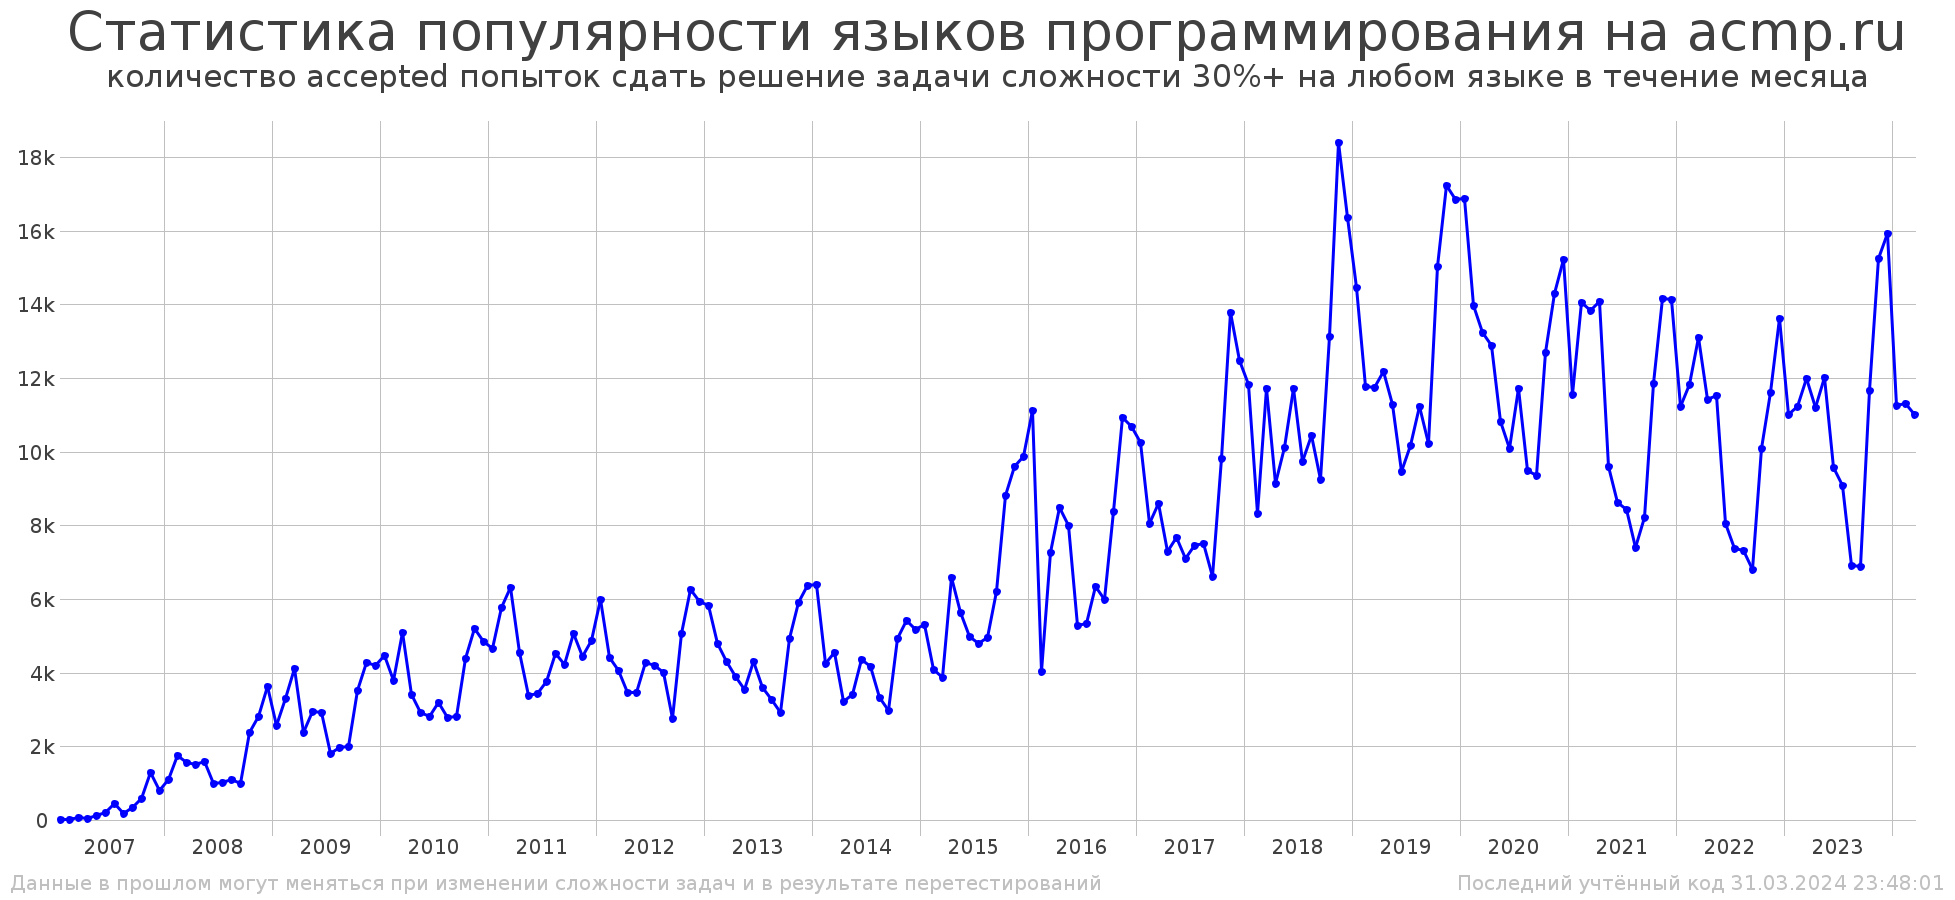 Статистика популярности языков программирования на acmp.ru
количество accepted попыток сдать решение задачи сложности 30%+ на любом языке в течение месяца
18k
16k
14k
12k
10k
8k
6k
4k
2k
0
2007 2008 2009 2010 2011 2012 2013 2014 2015 2016 2017 2018 2019 2020 2021 2022 2023
Данные в прошлом могут меняться при изменении сложности задач и в результате перетестирований
Последний учтённый код 31.03.2024 23:48:01